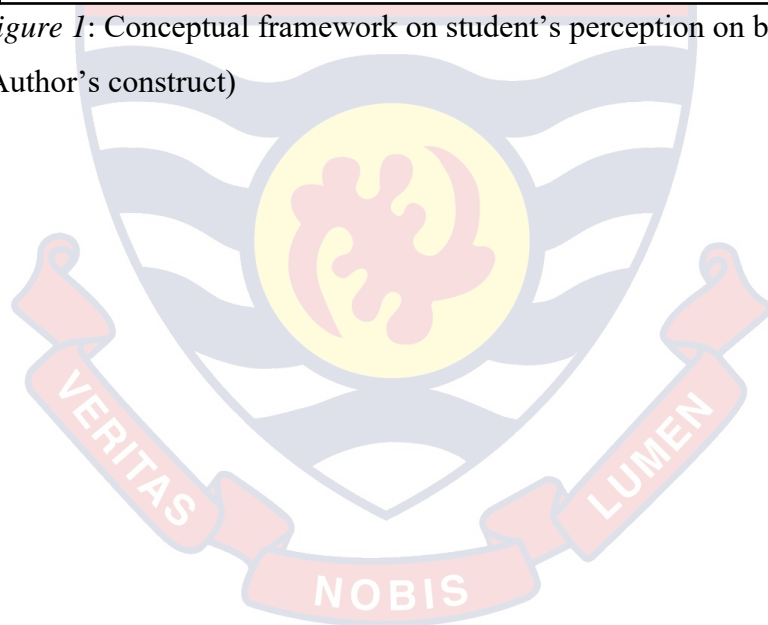 igure 1: Conceptual framework on student’s perception on b
Author’s construct)
VERITAS
NOBIS
LUMEN